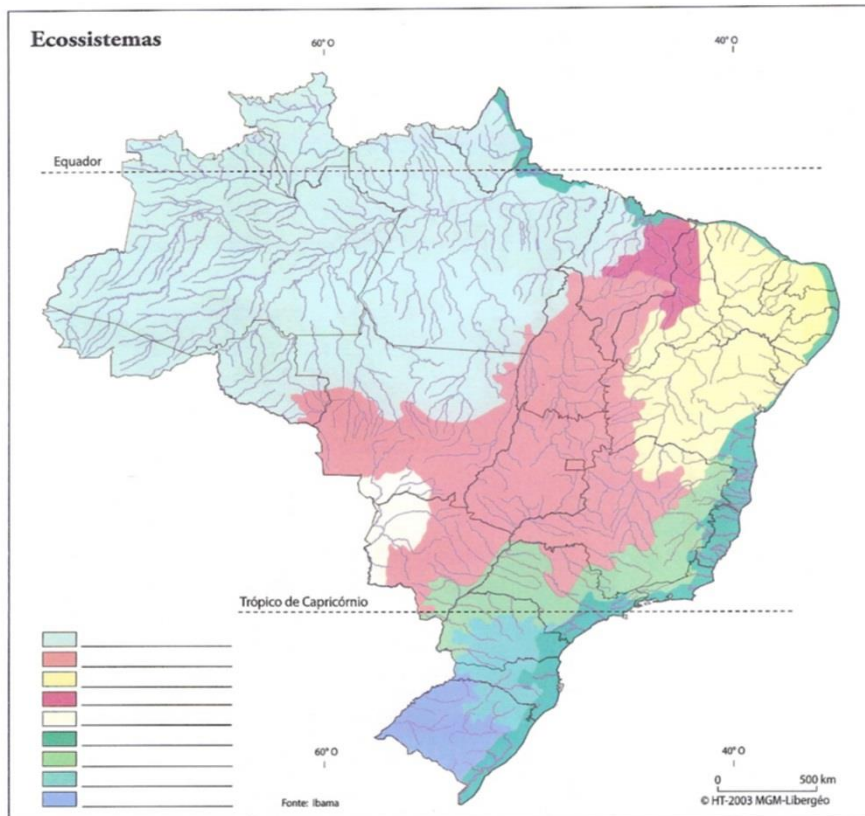 Ecossistemas
60° O
40° O
Equador
Trópico de Capricórnio
60° O
40° O
0 500 km
Fonte: Ibama
© HT-2003 MGM-Libergéo